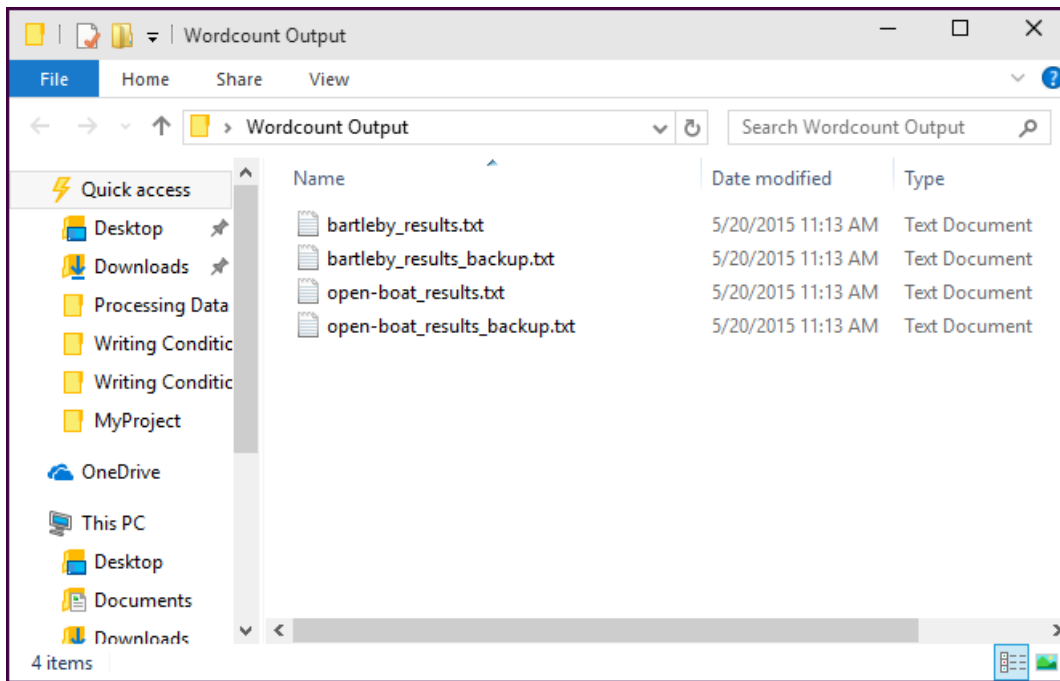 Wordcount Output
File Home Share View
Wordcount Output Search Wordcount Output
Quick access
Desktop
Downloads
Processing Data
Writing Conditic
Writing Conditic
MyProject
OneDrive
This PC
Desktop
Documents
Downloads
Name Date modified Type
bartleby_results.txt 5/20/2015 11:13 AM Text Document
bartleby_results_backup.txt 5/20/2015 11:13 AM Text Document
open-boat_results.txt 5/20/2015 11:13 AM Text Document
open-boat_results_backup.txt 5/20/2015 11:13 AM Text Document
4 items